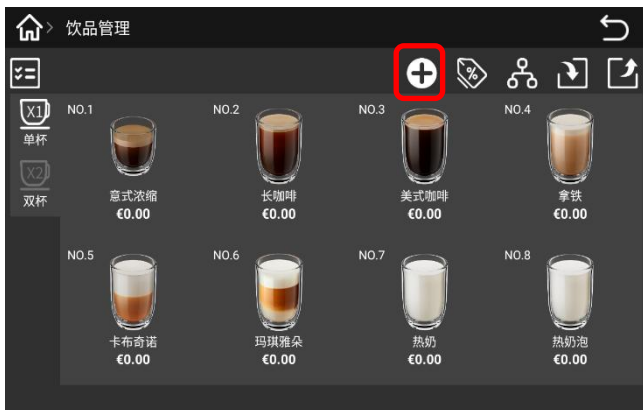 饮品管理
%
X1
单杯
X2
双杯
NO.1
意式浓缩
€0.00
NO.2
长咖啡
€0.00
NO.3
美式咖啡
€0.00
NO.4
拿铁
€0.00
NO.5
卡布奇诺
€0.00
NO.6
玛琪雅朵
€0.00
NO.7
热奶
€0.00
NO.8
热奶泡
€0.00